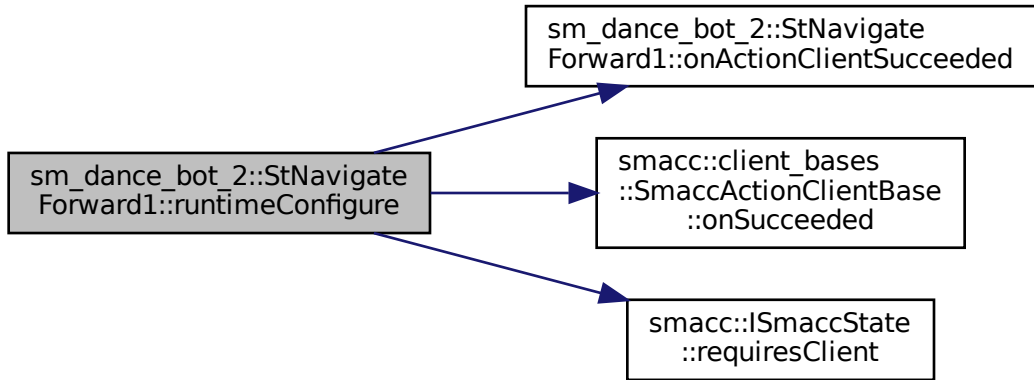 sm_dance_bot_2::StNavigate
Forward1::runtimeConfigure
sm_dance_bot_2::StNavigate
Forward1::onActionClientSucceeded
smacc::client_bases
::SmaccActionClientBase
::onSucceeded
smacc::ISmaccState
::requiresClient